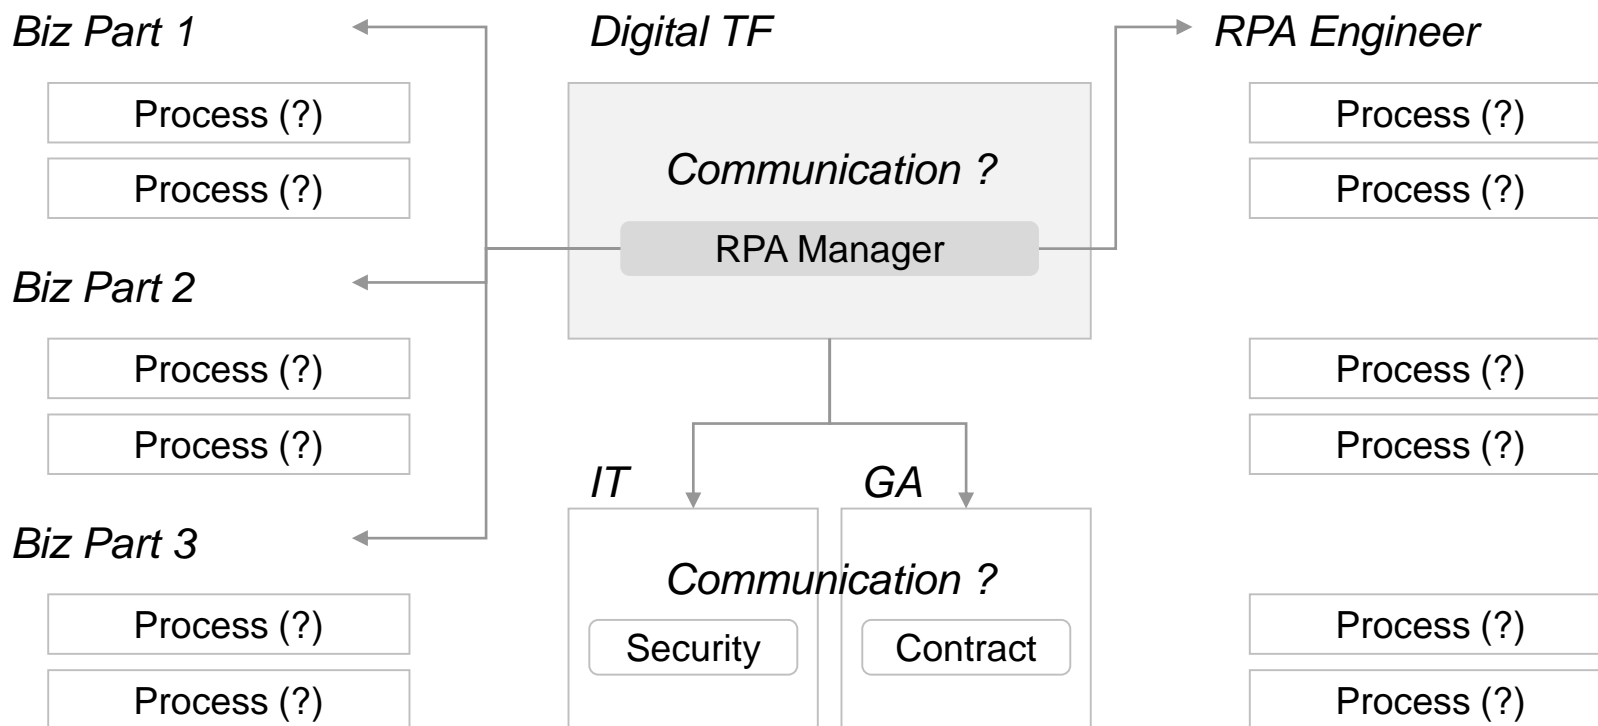 Biz Part 1
Process (?)
Process (?)
Biz Part 2
Process (?)
Process (?)
Biz Part 3
Process (?)
Process (?)
Digital TF
Communication ?
RPA Manager
IT
GA
Communication ?
Security
Contract
RPA Engineer
Process (?)
Process (?)
Process (?)
Process (?)
Process (?)
Process (?)